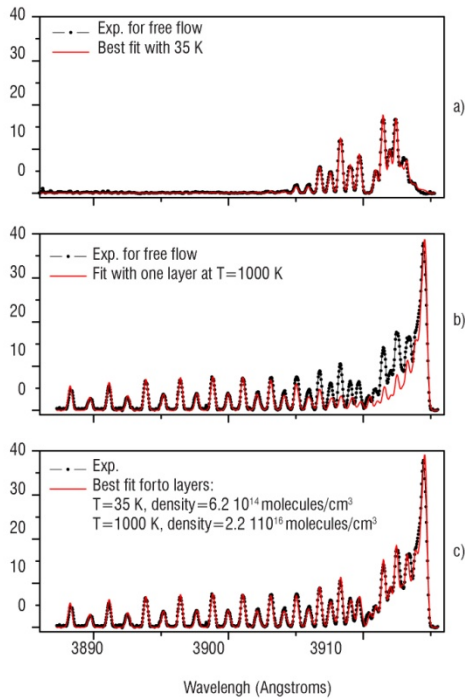 40
30
20
10
0
Exp. for free flow
Best fit with 35 K
a)
40
30
20
10
0
Exp. for free flow
Fit with one layer at T=1000 K
b)
40
30
20
10
0
Exp.
Best fit forto layers:
T=35 K, density=6.2 10¹⁴ molecules/cm³
T=1000 K, density=2.2 110¹⁶ molecules/cm³
c)
3890 3900 3910
Wavelengh (Angstroms)